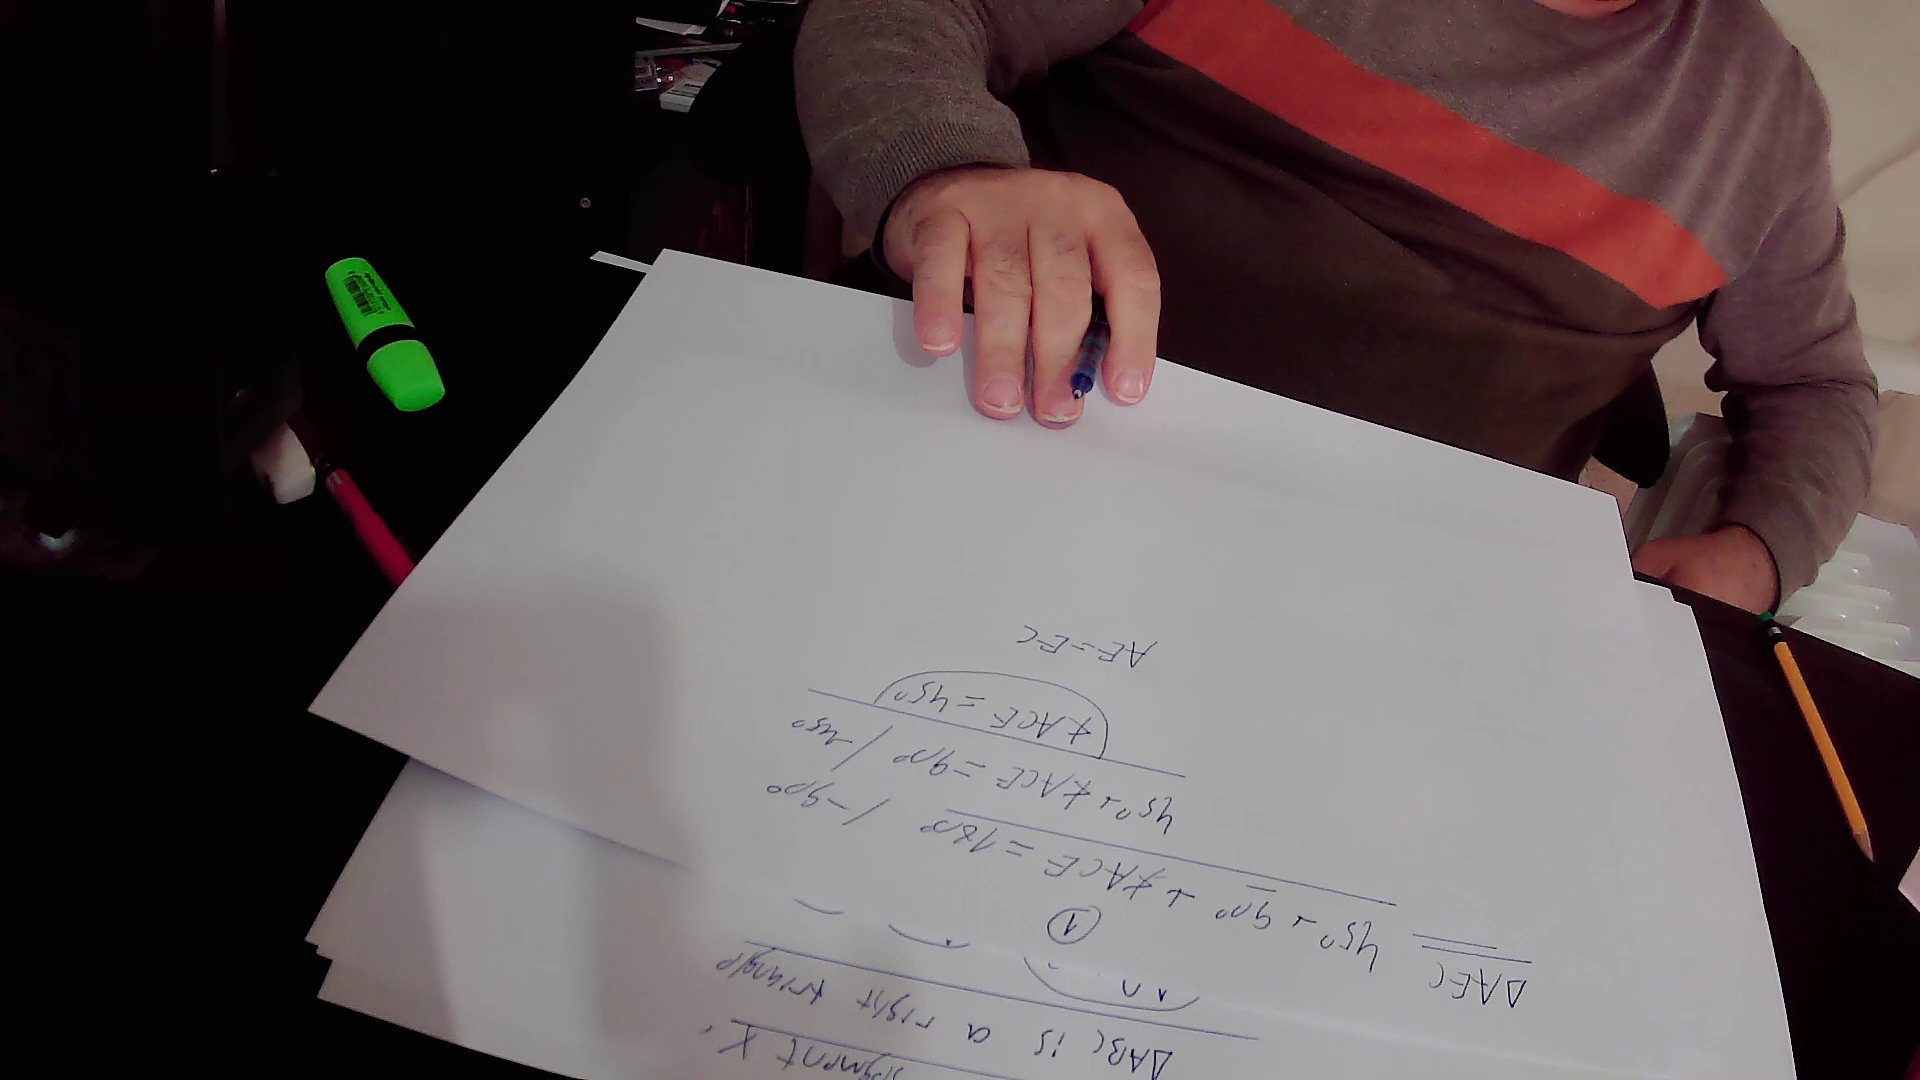 segment X,
ΔABC is a right triangle
①
ΔAEC
45° + 90° + ∡ACE = 180° / -90°
45° + ∡ACE = 90° / -45°
∡ACE = 45°
AE = EC